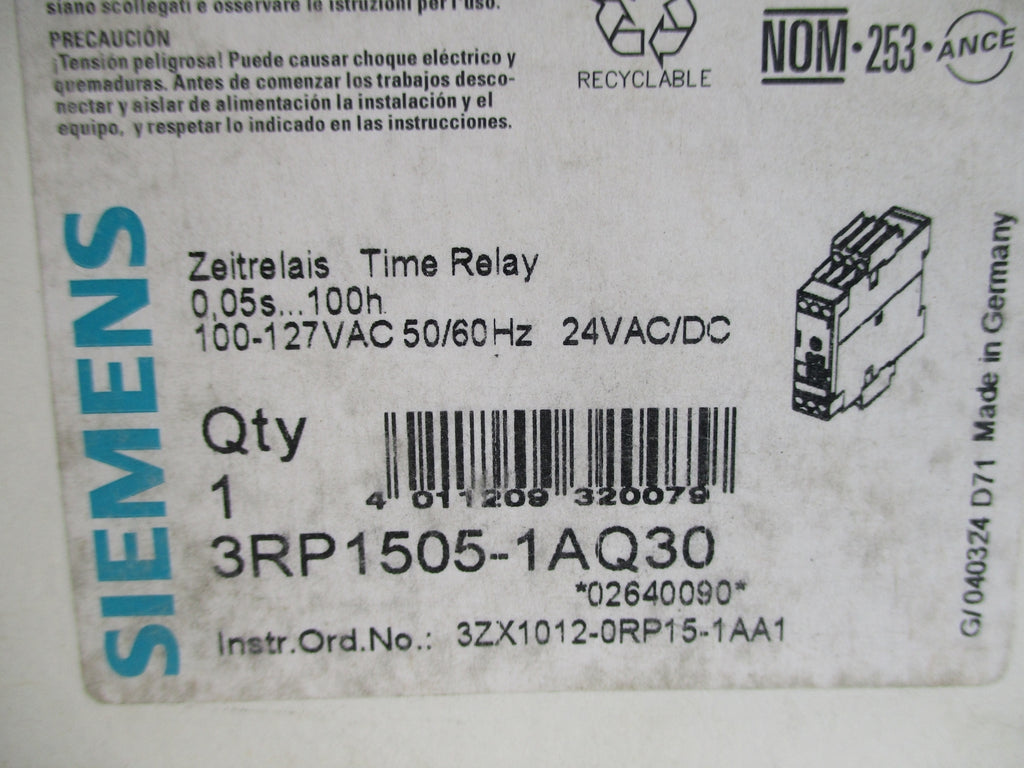 siano scollegati e osservare le istruzioni per l'uso.
PRECAUCIÓN
¡Tensión peligrosa! Puede causar choque eléctrico y
quemaduras. Antes de comenzar los trabajos desco-
nectar y aislar de alimentación la instalación y el
equipo, y respetar lo indicado en las instrucciones.
RECYCLABLE
NOM·253·ANCE
SIEMENS
Zeitrelais Time Relay
0,05s...100h
100-127VAC 50/60Hz 24VAC/DC
Qty
1
4 011209 320079
3RP1505-1AQ30
*02640090*
Instr.Ord.No.: 3ZX1012-0RP15-1AA1
G/040324 D71 Made in Germany